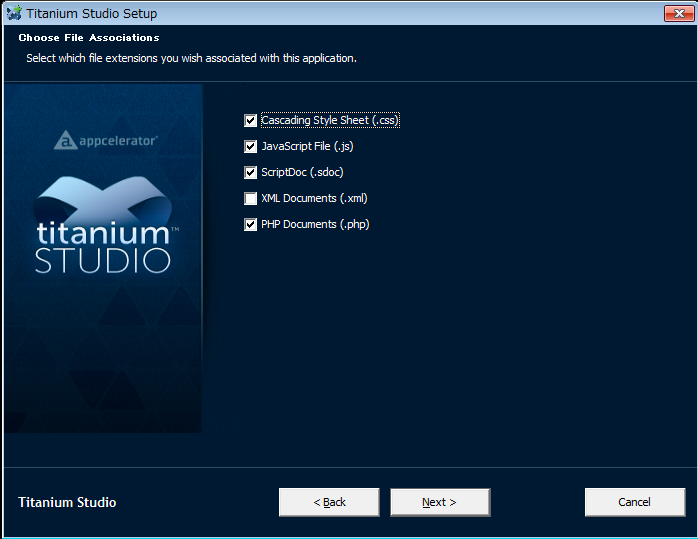 Titanium Studio Setup
Choose File Associations
Select which file extensions you wish associated with this application.
appcelerator®
titanium™
STUDIO
Cascading Style Sheet (.css)
JavaScript File (.js)
ScriptDoc (.sdoc)
XML Documents (.xml)
PHP Documents (.php)
Titanium Studio
< Back
Next >
Cancel